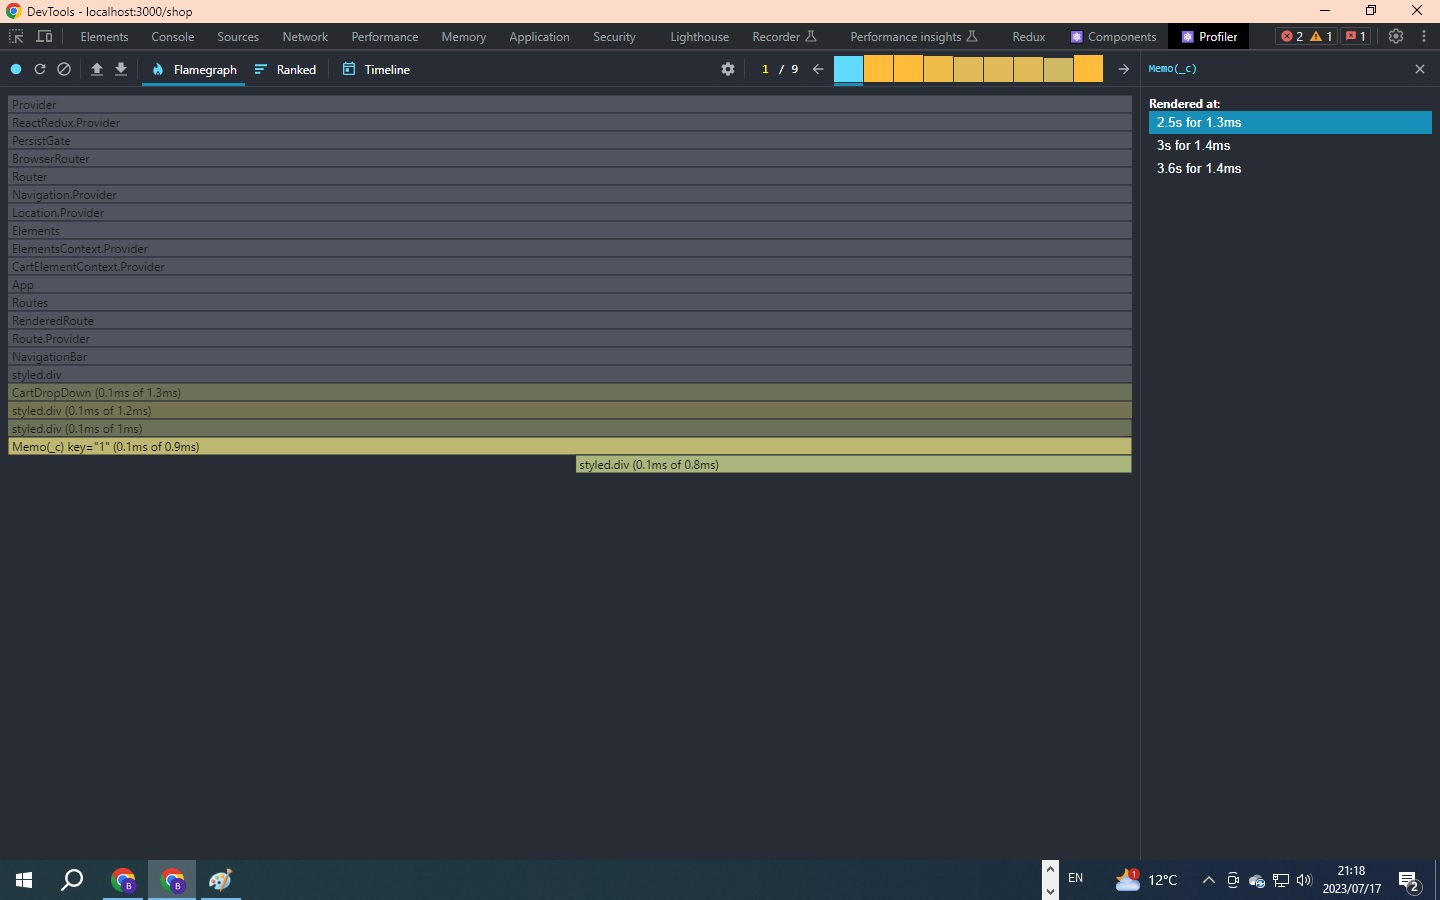 DevTools - localhost:3000/shop
Elements Console Sources Network Performance Memory Application Security Lighthouse Recorder Performance insights Redux Components Profiler 2 1 1
Flamegraph Ranked Timeline 1 / 9 Memo(_c)
Rendered at:
2.5s for 1.3ms
3s for 1.4ms
3.6s for 1.4ms
Provider
ReactRedux.Provider
PersistGate
BrowserRouter
Router
Navigation.Provider
Location.Provider
Elements
ElementsContext.Provider
CartElementContext.Provider
App
Routes
RenderedRoute
Route.Provider
NavigationBar
styled.div
CartDropDown (0.1ms of 1.3ms)
styled.div (0.1ms of 1.2ms)
styled.div (0.1ms of 1ms)
Memo(_c) key="1" (0.1ms of 0.9ms)
styled.div (0.1ms of 0.8ms)
B B EN 1 12°C 21:18
2023/07/17 2